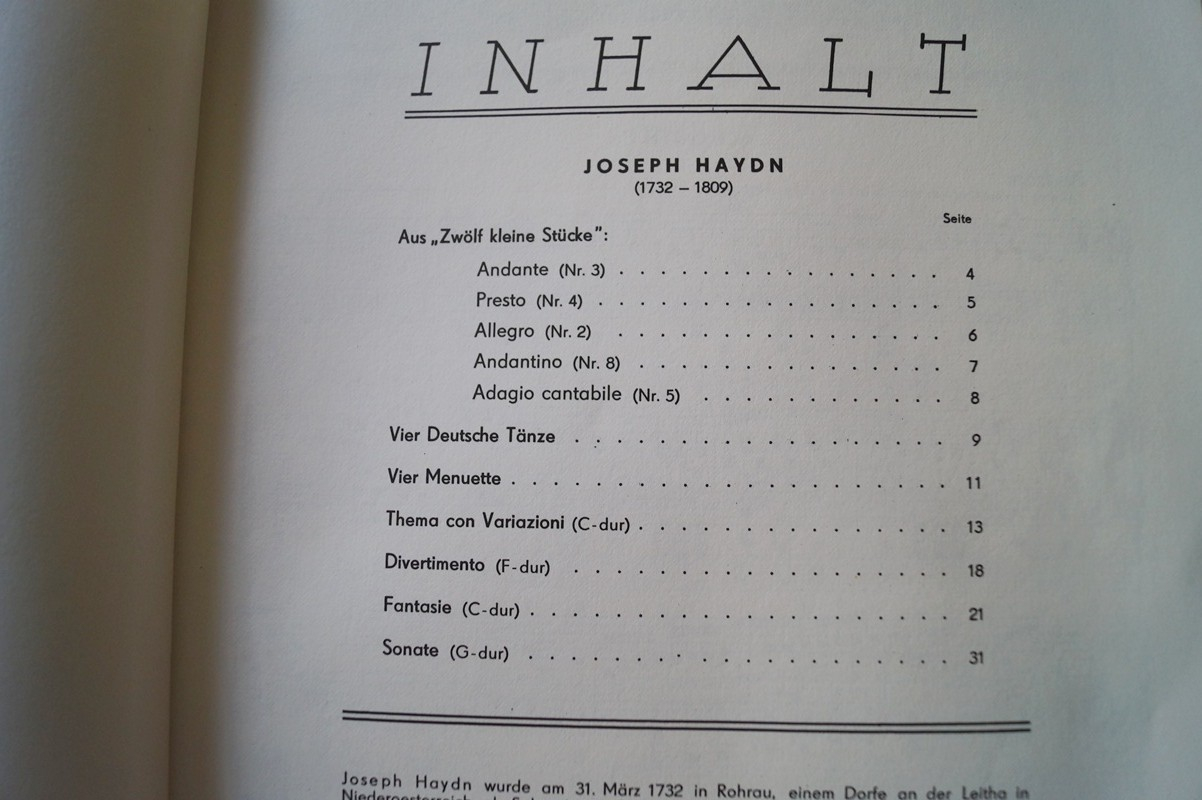 INHALT
JOSEPH HAYDN
(1732 – 1809)
Seite
Aus „Zwölf kleine Stücke“:
Andante (Nr. 3) . . . . . . . . . . . . . . . . 4
Presto (Nr. 4) . . . . . . . . . . . . . . . . . 5
Allegro (Nr. 2) . . . . . . . . . . . . . . . . 6
Andantino (Nr. 8) . . . . . . . . . . . . . . . 7
Adagio cantabile (Nr. 5) . . . . . . . . . . . . 8
Vier Deutsche Tänze . . . . . . . . . . . . . . . . . . 9
Vier Menuette . . . . . . . . . . . . . . . . . . . . . 11
Thema con Variazioni (C-dur) . . . . . . . . . . . . . . . 13
Divertimento (F-dur) . . . . . . . . . . . . . . . . . . 18
Fantasie (C-dur) . . . . . . . . . . . . . . . . . . . . 21
Sonate (G-dur) . . . . . . . . . . . . . . . . . . . . 31
Joseph Haydn wurde am 31. März 1732 in Rohrau, einem Dorfe an der Leitha in